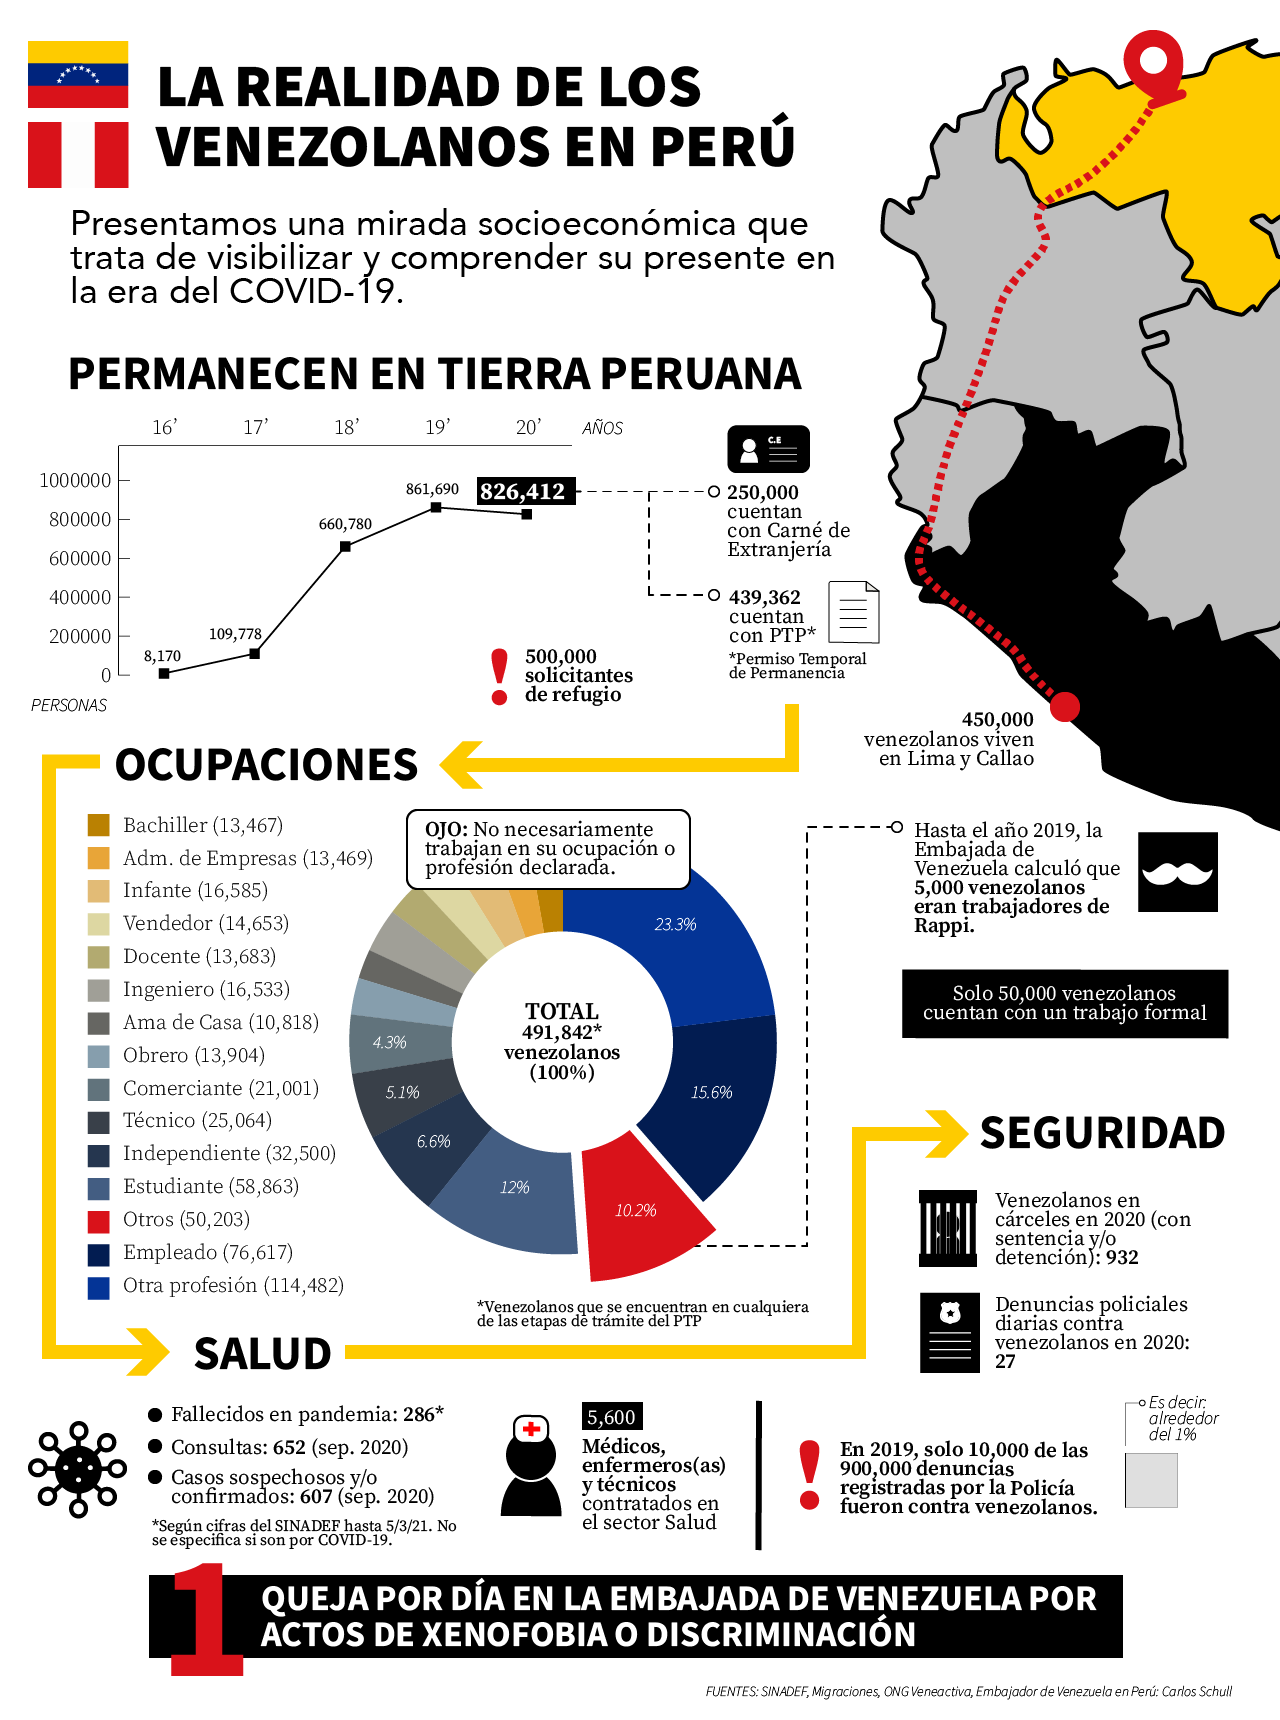 LA REALIDAD DE LOS
VENEZOLANOS EN PERÚ
Presentamos una mirada socioeconómica que
trata de visibilizar y comprender su presente en
la era del COVID-19.
PERMANECEN EN TIERRA PERUANA
16’ 17’ 18’ 19’ 20’ AÑOS
1000000
800000
600000
400000
200000
0
PERSONAS
8,170
109,778
660,780
861,690
826,412
C.E
250,000
cuentan
con Carné de
Extranjería
439,362
cuentan
con PTP*
*Permiso Temporal
de Permanencia
500,000
solicitantes
de refugio
450,000
venezolanos viven
en Lima y Callao
OCUPACIONES
Bachiller (13,467)
Adm. de Empresas (13,469)
Infante (16,585)
Vendedor (14,653)
Docente (13,683)
Ingeniero (16,533)
Ama de Casa (10,818)
Obrero (13,904)
Comerciante (21,001)
Técnico (25,064)
Independiente (32,500)
Estudiante (58,863)
Otros (50,203)
Empleado (76,617)
Otra profesión (114,482)
OJO: No necesariamente
trabajan en su ocupación o
profesión declarada.
23.3%
15.6%
10.2%
12%
6.6%
5.1%
4.3%
TOTAL
491,842*
venezolanos
(100%)
*Venezolanos que se encuentran en cualquiera
de las etapas de trámite del PTP
Hasta el año 2019, la
Embajada de
Venezuela calculó que
5,000 venezolanos
eran trabajadores de
Rappi.
Solo 50,000 venezolanos
cuentan con un trabajo formal
SEGURIDAD
Venezolanos en
cárceles en 2020 (con
sentencia y/o
detención): 932
Denuncias policiales
diarias contra
venezolanos en 2020:
27
SALUD
Fallecidos en pandemia: 286*
Consultas: 652 (sep. 2020)
Casos sospechosos y/o
confirmados: 607 (sep. 2020)
*Según cifras del SINADEF hasta 5/3/21. No
se especifica si son por COVID-19.
5,600
Médicos,
enfermeros(as)
y técnicos
contratados en
el sector Salud
En 2019, solo 10,000 de las
900,000 denuncias
registradas por la Policía
fueron contra venezolanos.
Es decir:
alrededor
del 1%
1
QUEJA POR DÍA EN LA EMBAJADA DE VENEZUELA POR
ACTOS DE XENOFOBIA O DISCRIMINACIÓN
FUENTES: SINADEF, Migraciones, ONG Veneactiva, Embajador de Venezuela en Perú: Carlos Schull